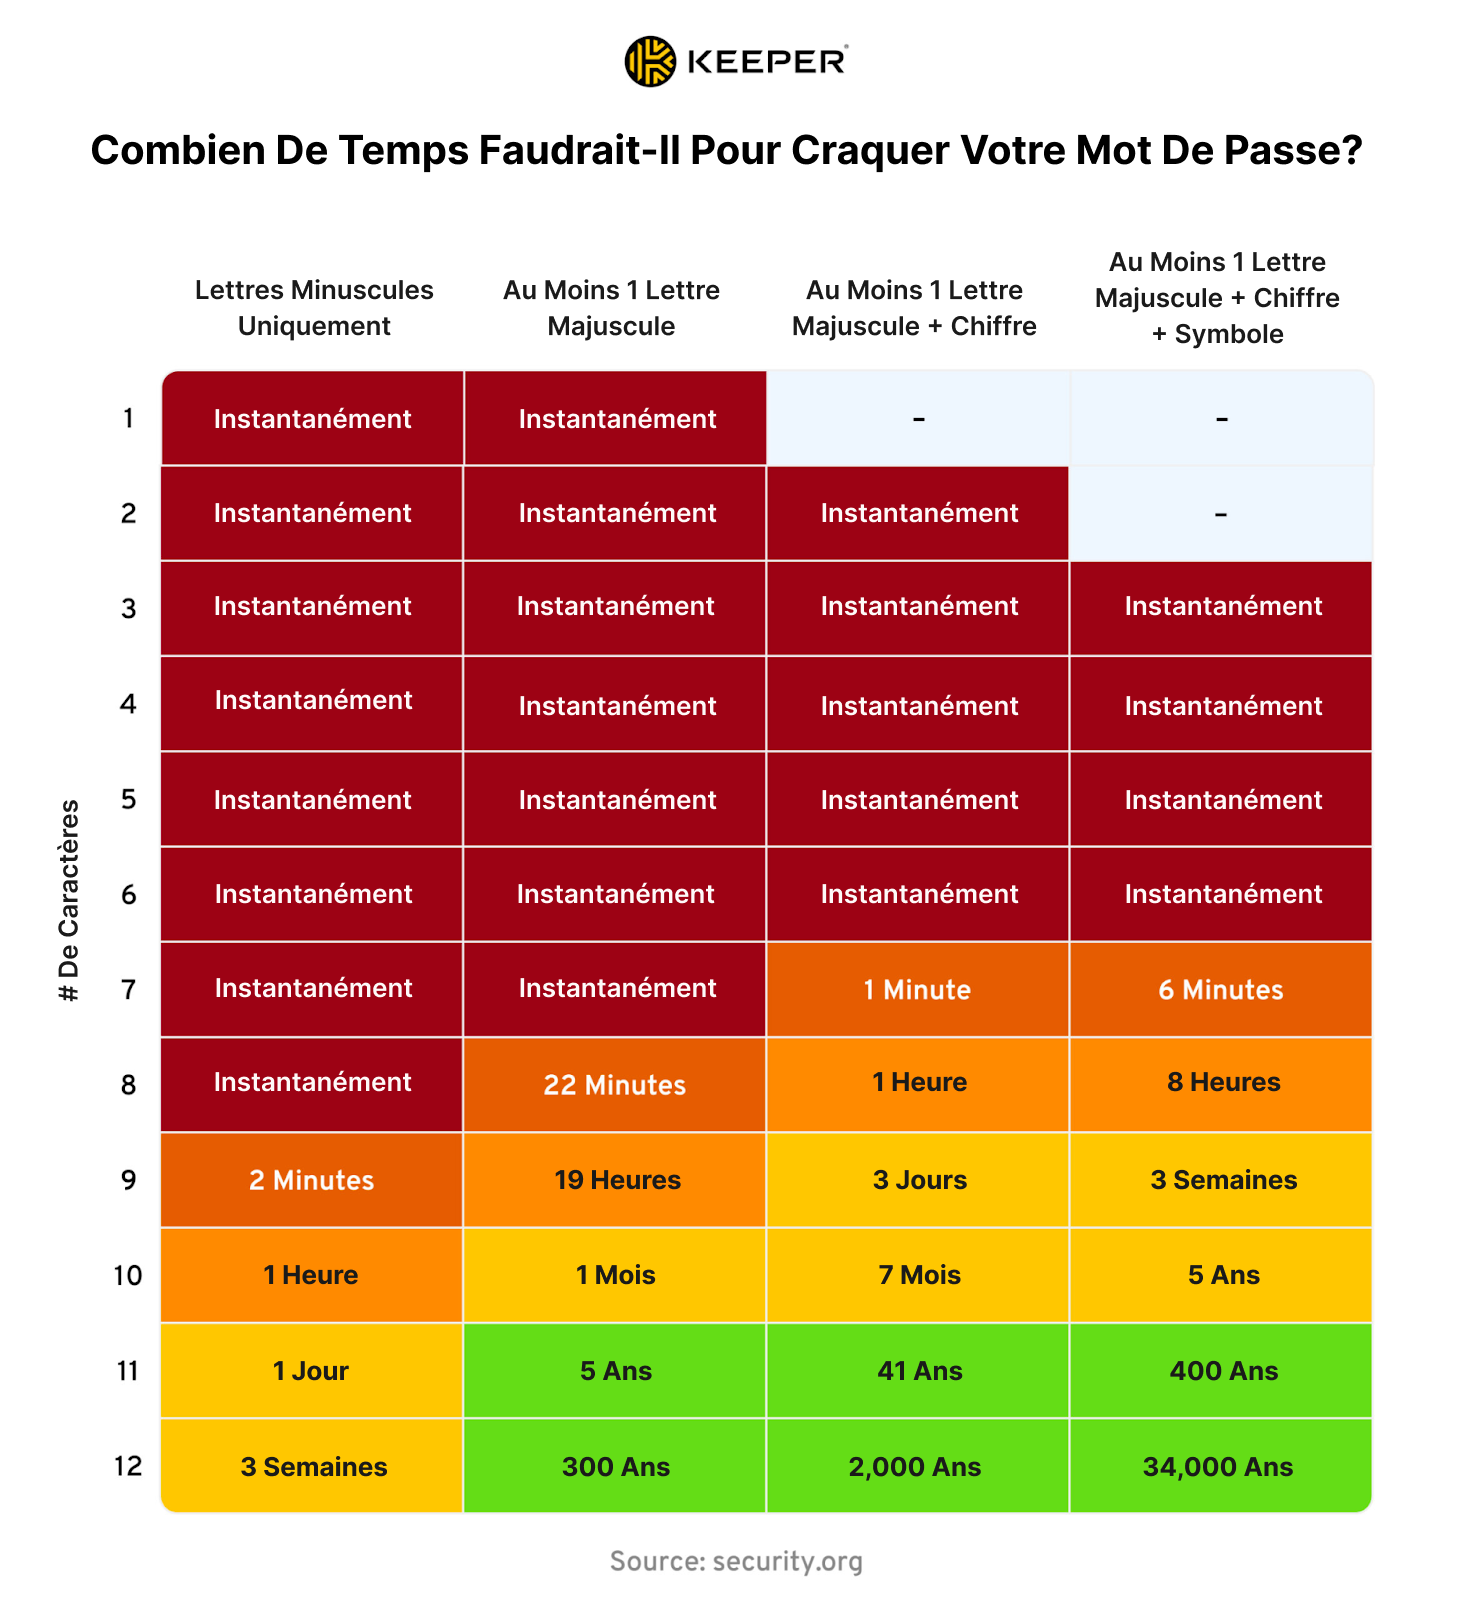 KEEPER
Combien De Temps Faudrait-Il Pour Craquer Votre Mot De Passe?
Lettres Minuscules
Uniquement
Au Moins 1 Lettre
Majuscule
Au Moins 1 Lettre
Majuscule + Chiffre
Au Moins 1 Lettre
Majuscule + Chiffre
+ Symbole
# De Caractères
1 Instantanément Instantanément - -
2 Instantanément Instantanément Instantanément -
3 Instantanément Instantanément Instantanément Instantanément
4 Instantanément Instantanément Instantanément Instantanément
5 Instantanément Instantanément Instantanément Instantanément
6 Instantanément Instantanément Instantanément Instantanément
7 Instantanément Instantanément 1 Minute 6 Minutes
8 Instantanément 22 Minutes 1 Heure 8 Heures
9 2 Minutes 19 Heures 3 Jours 3 Semaines
10 1 Heure 1 Mois 7 Mois 5 Ans
11 1 Jour 5 Ans 41 Ans 400 Ans
12 3 Semaines 300 Ans 2,000 Ans 34,000 Ans
Source: security.org